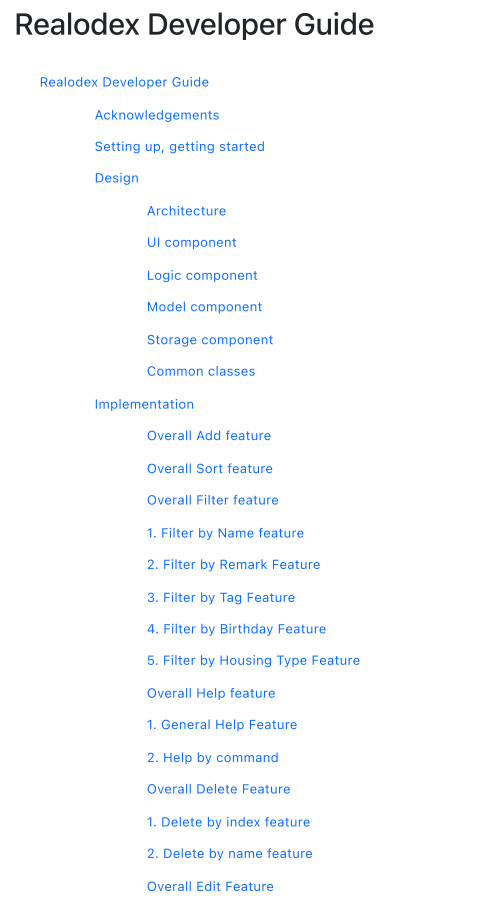 Realodex Developer Guide
Realodex Developer Guide
Acknowledgements
Setting up, getting started
Design
Architecture
UI component
Logic component
Model component
Storage component
Common classes
Implementation
Overall Add feature
Overall Sort feature
Overall Filter feature
1. Filter by Name feature
2. Filter by Remark Feature
3. Filter by Tag Feature
4. Filter by Birthday Feature
5. Filter by Housing Type Feature
Overall Help feature
1. General Help Feature
2. Help by command
Overall Delete Feature
1. Delete by index feature
2. Delete by name feature
Overall Edit Feature